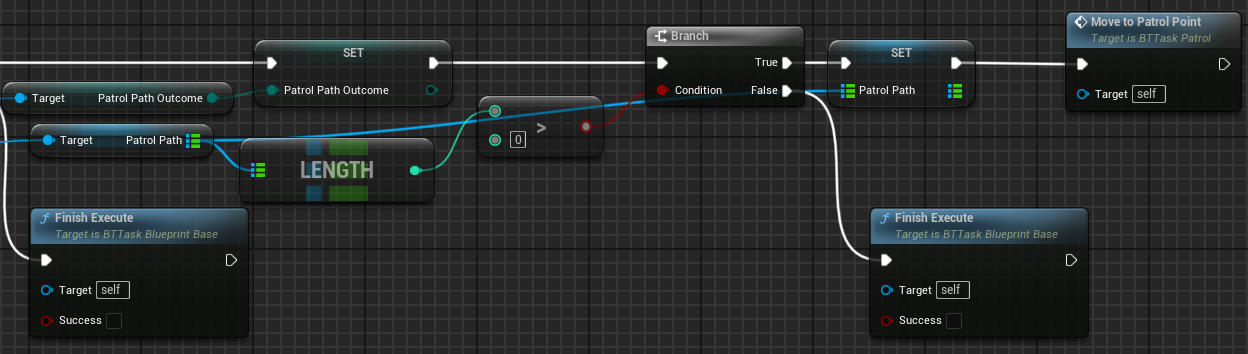 SET
Patrol Path Outcome
Target Patrol Path Outcome
Target Patrol Path
LENGTH
>
0
Branch
True
Condition False
SET
Patrol Path
Move to Patrol Point
Target is BTTask Patrol
Target self
f Finish Execute
Target is BTTask Blueprint Base
Target self
Success
f Finish Execute
Target is BTTask Blueprint Base
Target self
Success